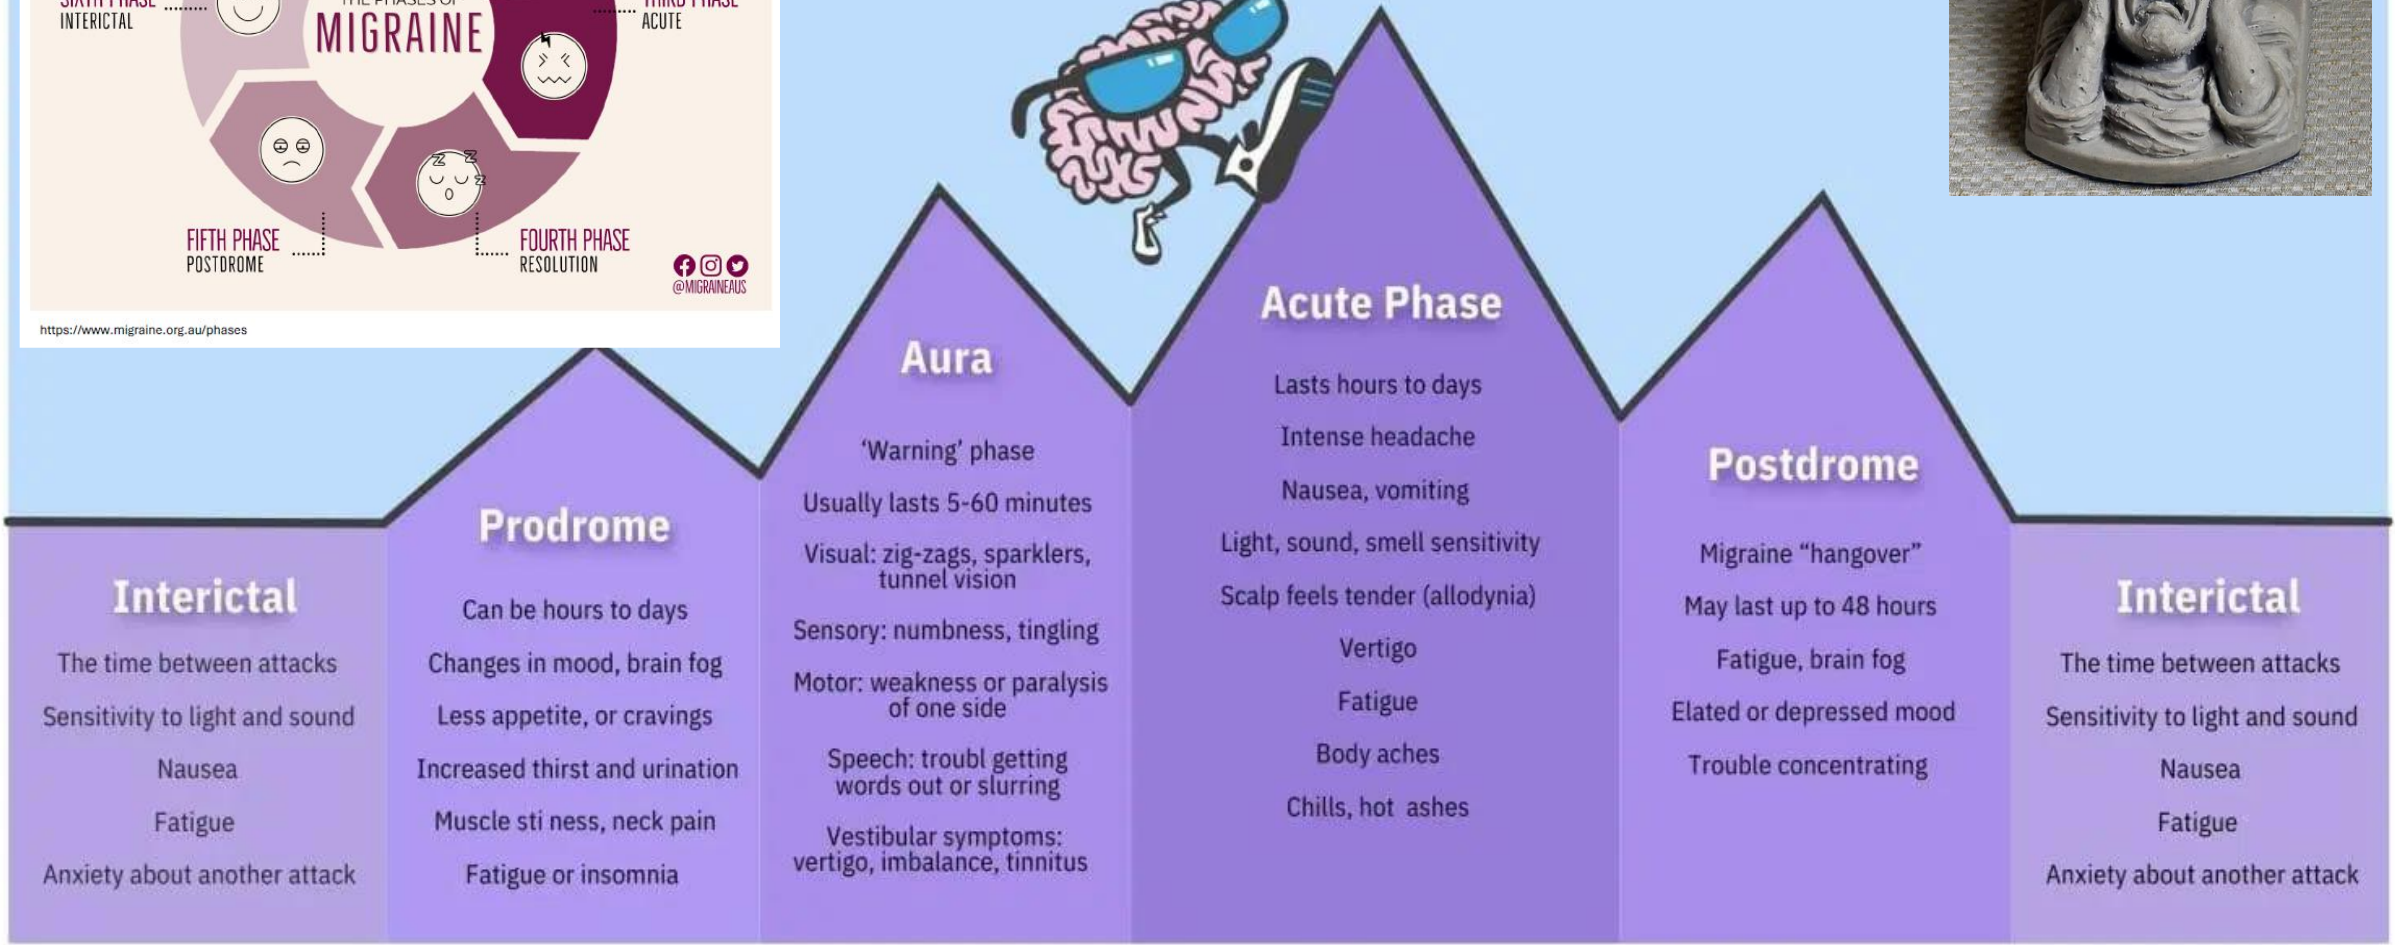 SIXTH PHASE
INTERICTAL
THE PHASES OF
MIGRAINE
THIRD PHASE
ACUTE
FIFTH PHASE
POSTDROME
FOURTH PHASE
RESOLUTION
@MIGRAINEAUS
https://www.migraine.org.au/phases
Interictal
The time between attacks
Sensitivity to light and sound
Nausea
Fatigue
Anxiety about another attack
Prodrome
Can be hours to days
Changes in mood, brain fog
Less appetite, or cravings
Increased thirst and urination
Muscle sti ness, neck pain
Fatigue or insomnia
Aura
‘Warning’ phase
Usually lasts 5-60 minutes
Visual: zig-zags, sparklers,
tunnel vision
Sensory: numbness, tingling
Motor: weakness or paralysis
of one side
Speech: troubl getting
words out or slurring
Vestibular symptoms:
vertigo, imbalance, tinnitus
Acute Phase
Lasts hours to days
Intense headache
Nausea, vomiting
Light, sound, smell sensitivity
Scalp feels tender (allodynia)
Vertigo
Fatigue
Body aches
Chills, hot ashes
Postdrome
Migraine “hangover”
May last up to 48 hours
Fatigue, brain fog
Elated or depressed mood
Trouble concentrating
Interictal
The time between attacks
Sensitivity to light and sound
Nausea
Fatigue
Anxiety about another attack